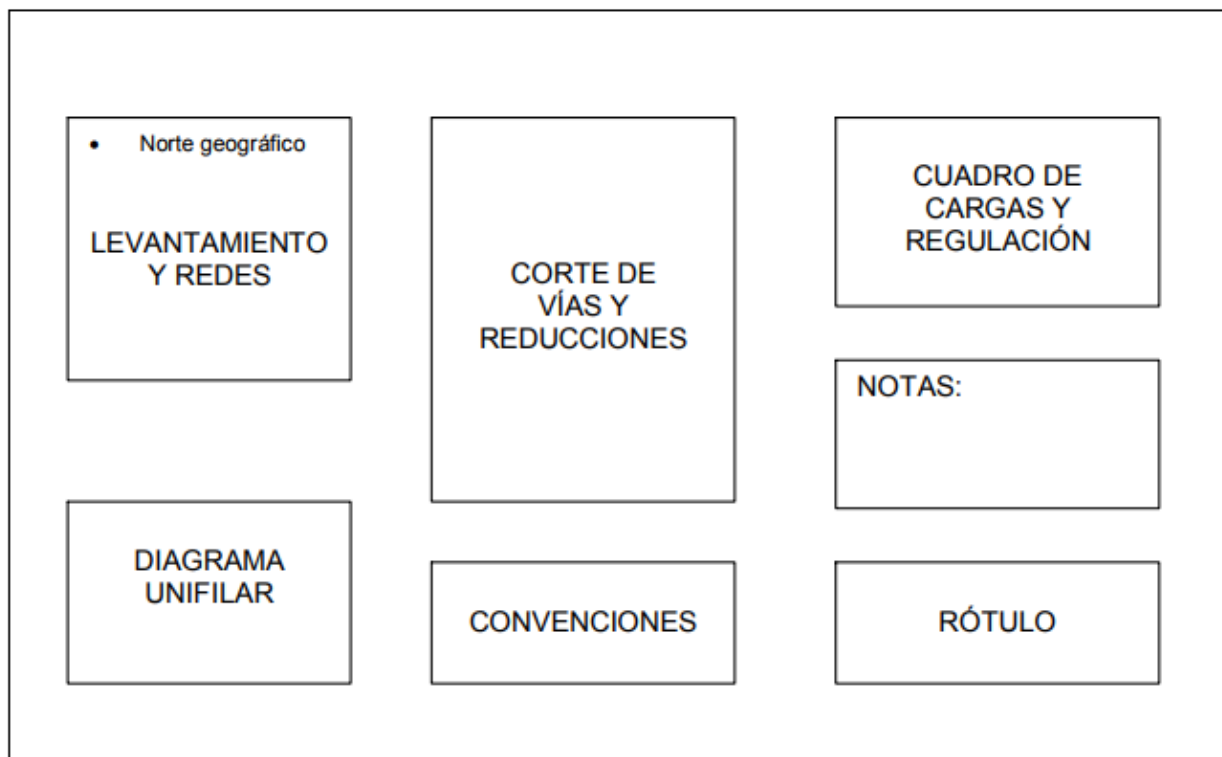 • Norte geográfico
LEVANTAMIENTO
Y REDES
DIAGRAMA
UNIFILAR
CORTE DE
VÍAS Y
REDUCCIONES
CONVENCIONES
CUADRO DE
CARGAS Y
REGULACIÓN
NOTAS:
RÓTULO